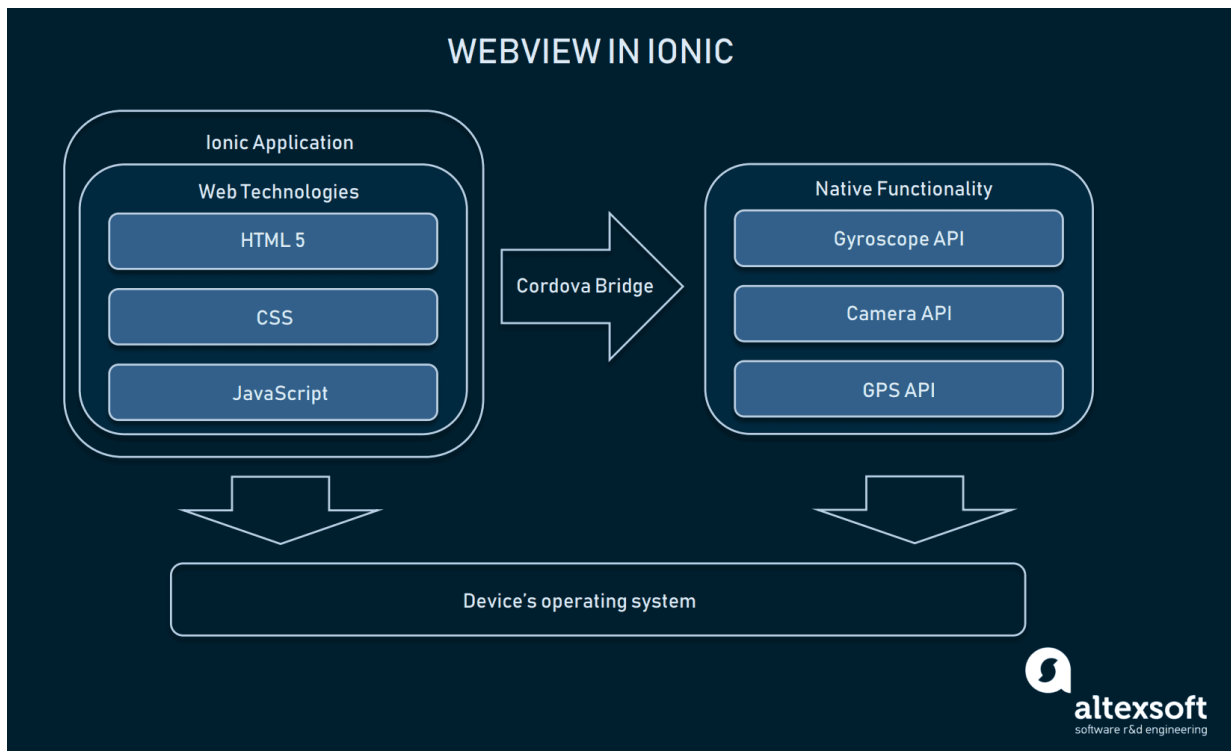 WEBVIEW IN IONIC
Ionic Application
Web Technologies
HTML 5
CSS
JavaScript
Cordova Bridge
Native Functionality
Gyroscope API
Camera API
GPS API
Device's operating system
altexsoft
software r&d engineering